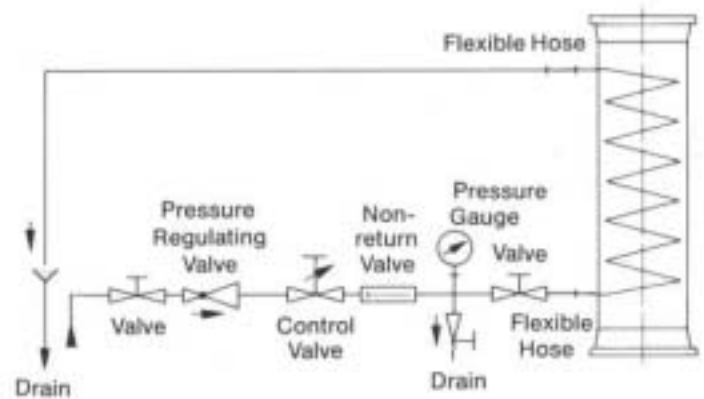 Flexible Hose
Pressure
Regulating
Valve
Non-
return
Valve
Pressure
Gauge
Valve
Valve
Control
Valve
Flexible
Hose
Drain
Drain